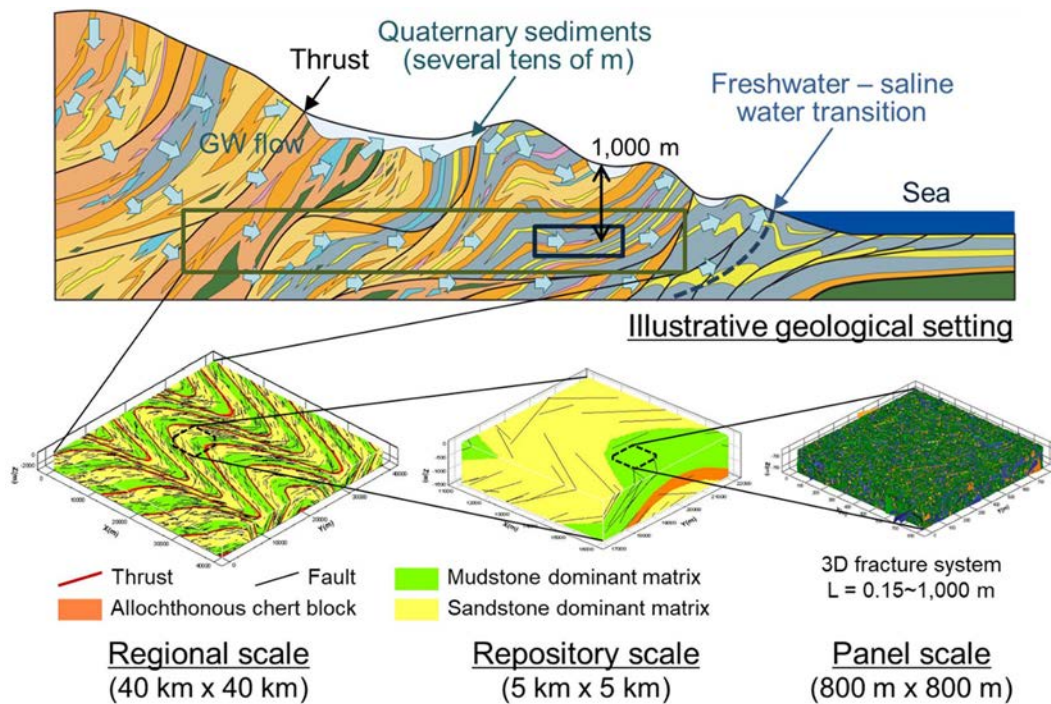 Quaternary sediments
(several tens of m)
Thrust
Freshwater – saline
water transition
GW flow
1,000 m
Sea
Illustrative geological setting
Thrust
Fault
Mudstone dominant matrix
Allochthonous chert block
Sandstone dominant matrix
3D fracture system
L = 0.15~1,000 m
Regional scale
(40 km x 40 km)
Repository scale
(5 km x 5 km)
Panel scale
(800 m x 800 m)